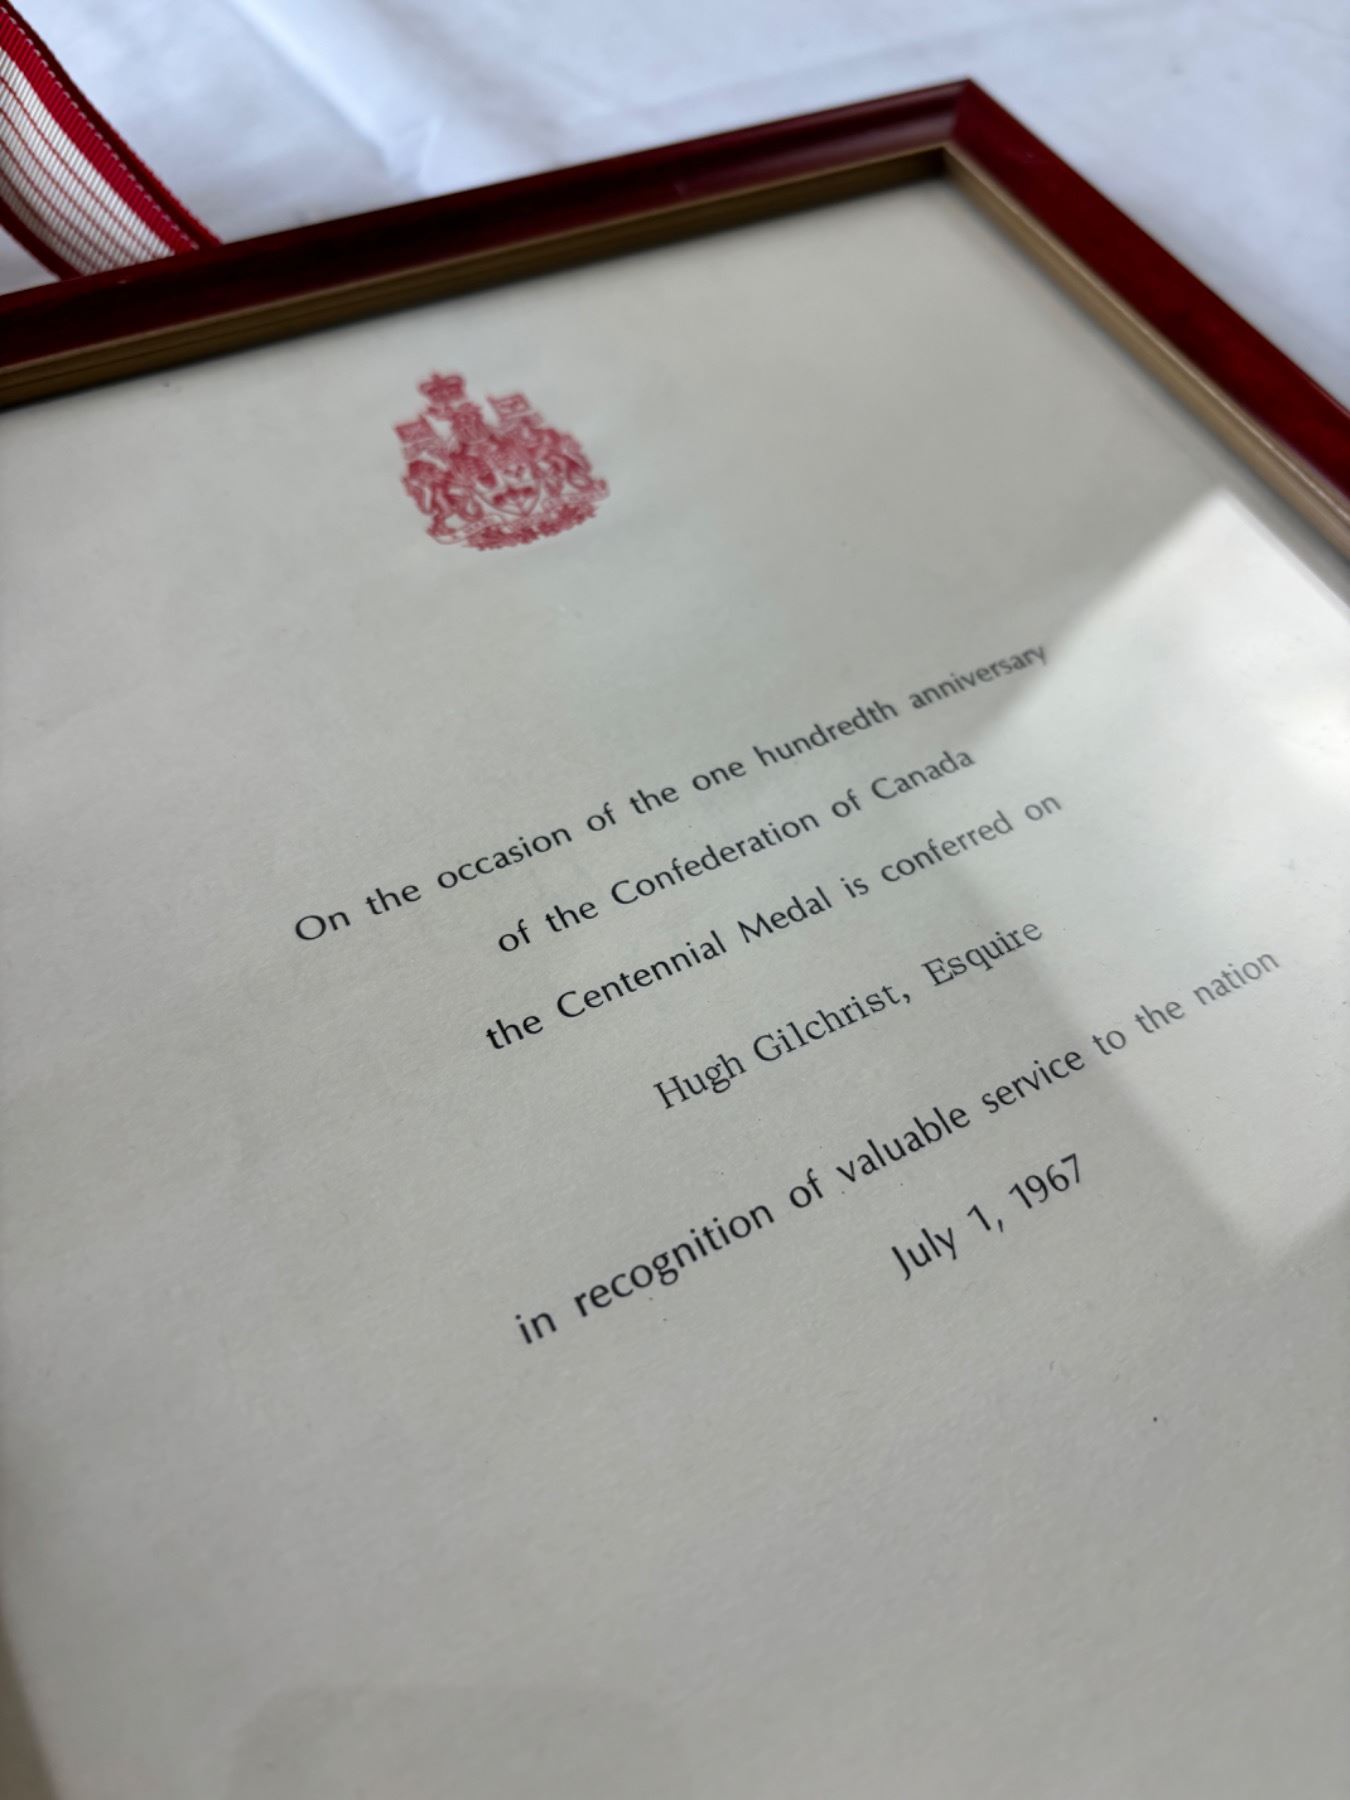 On the occasion of the one hundredth anniversary
of the Confederation of Canada
the Centennial Medal is conferred on
Hugh Gilchrist, Esquire
in recognition of valuable service to the nation
July 1, 1967